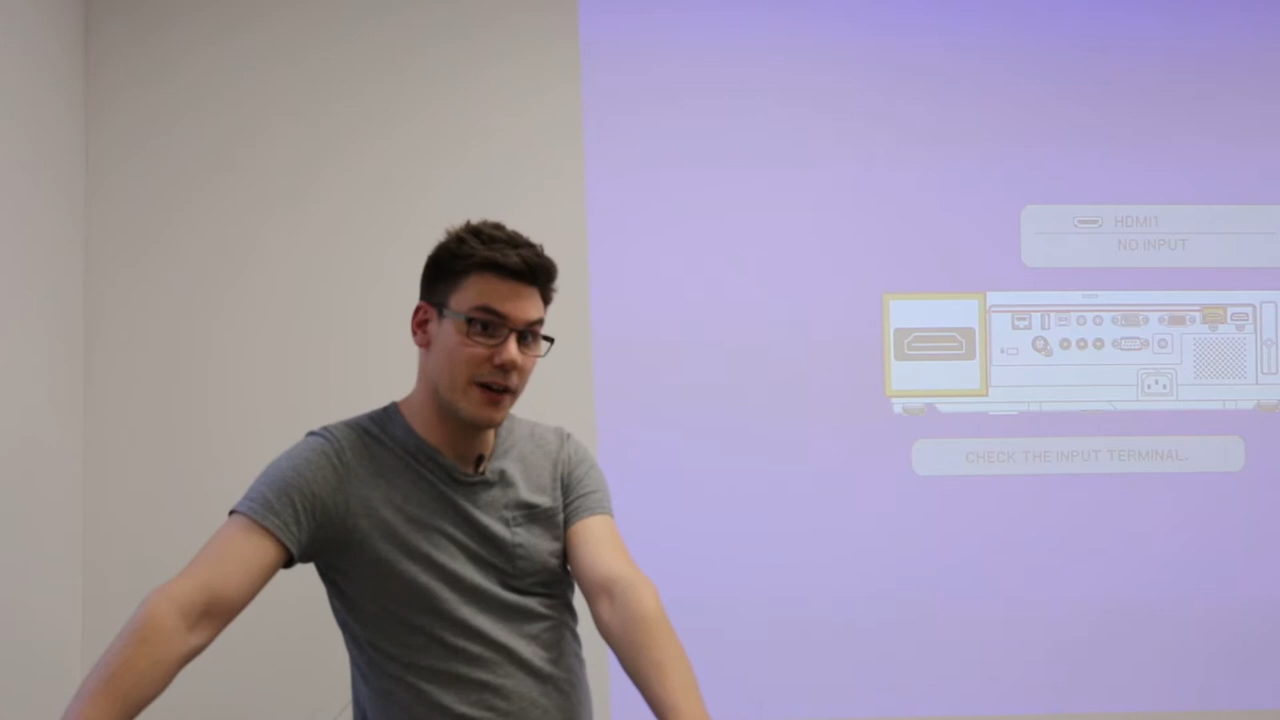 HDMI1
NO INPUT
CHECK THE INPUT TERMINAL.